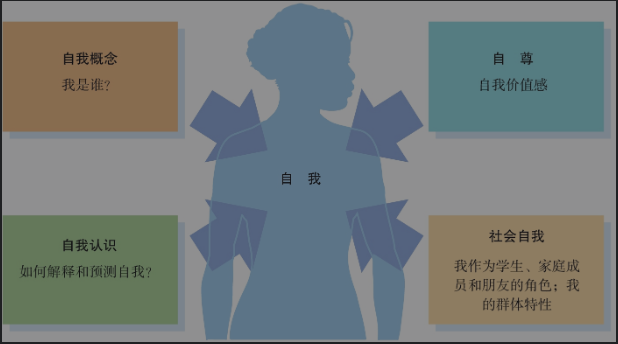 自我概念
我是谁?
自 尊
自我价值感
自 我
自我认识
如何解释和预测自我?
社会自我
我作为学生、家庭成
员和朋友的角色；我
的群体特性